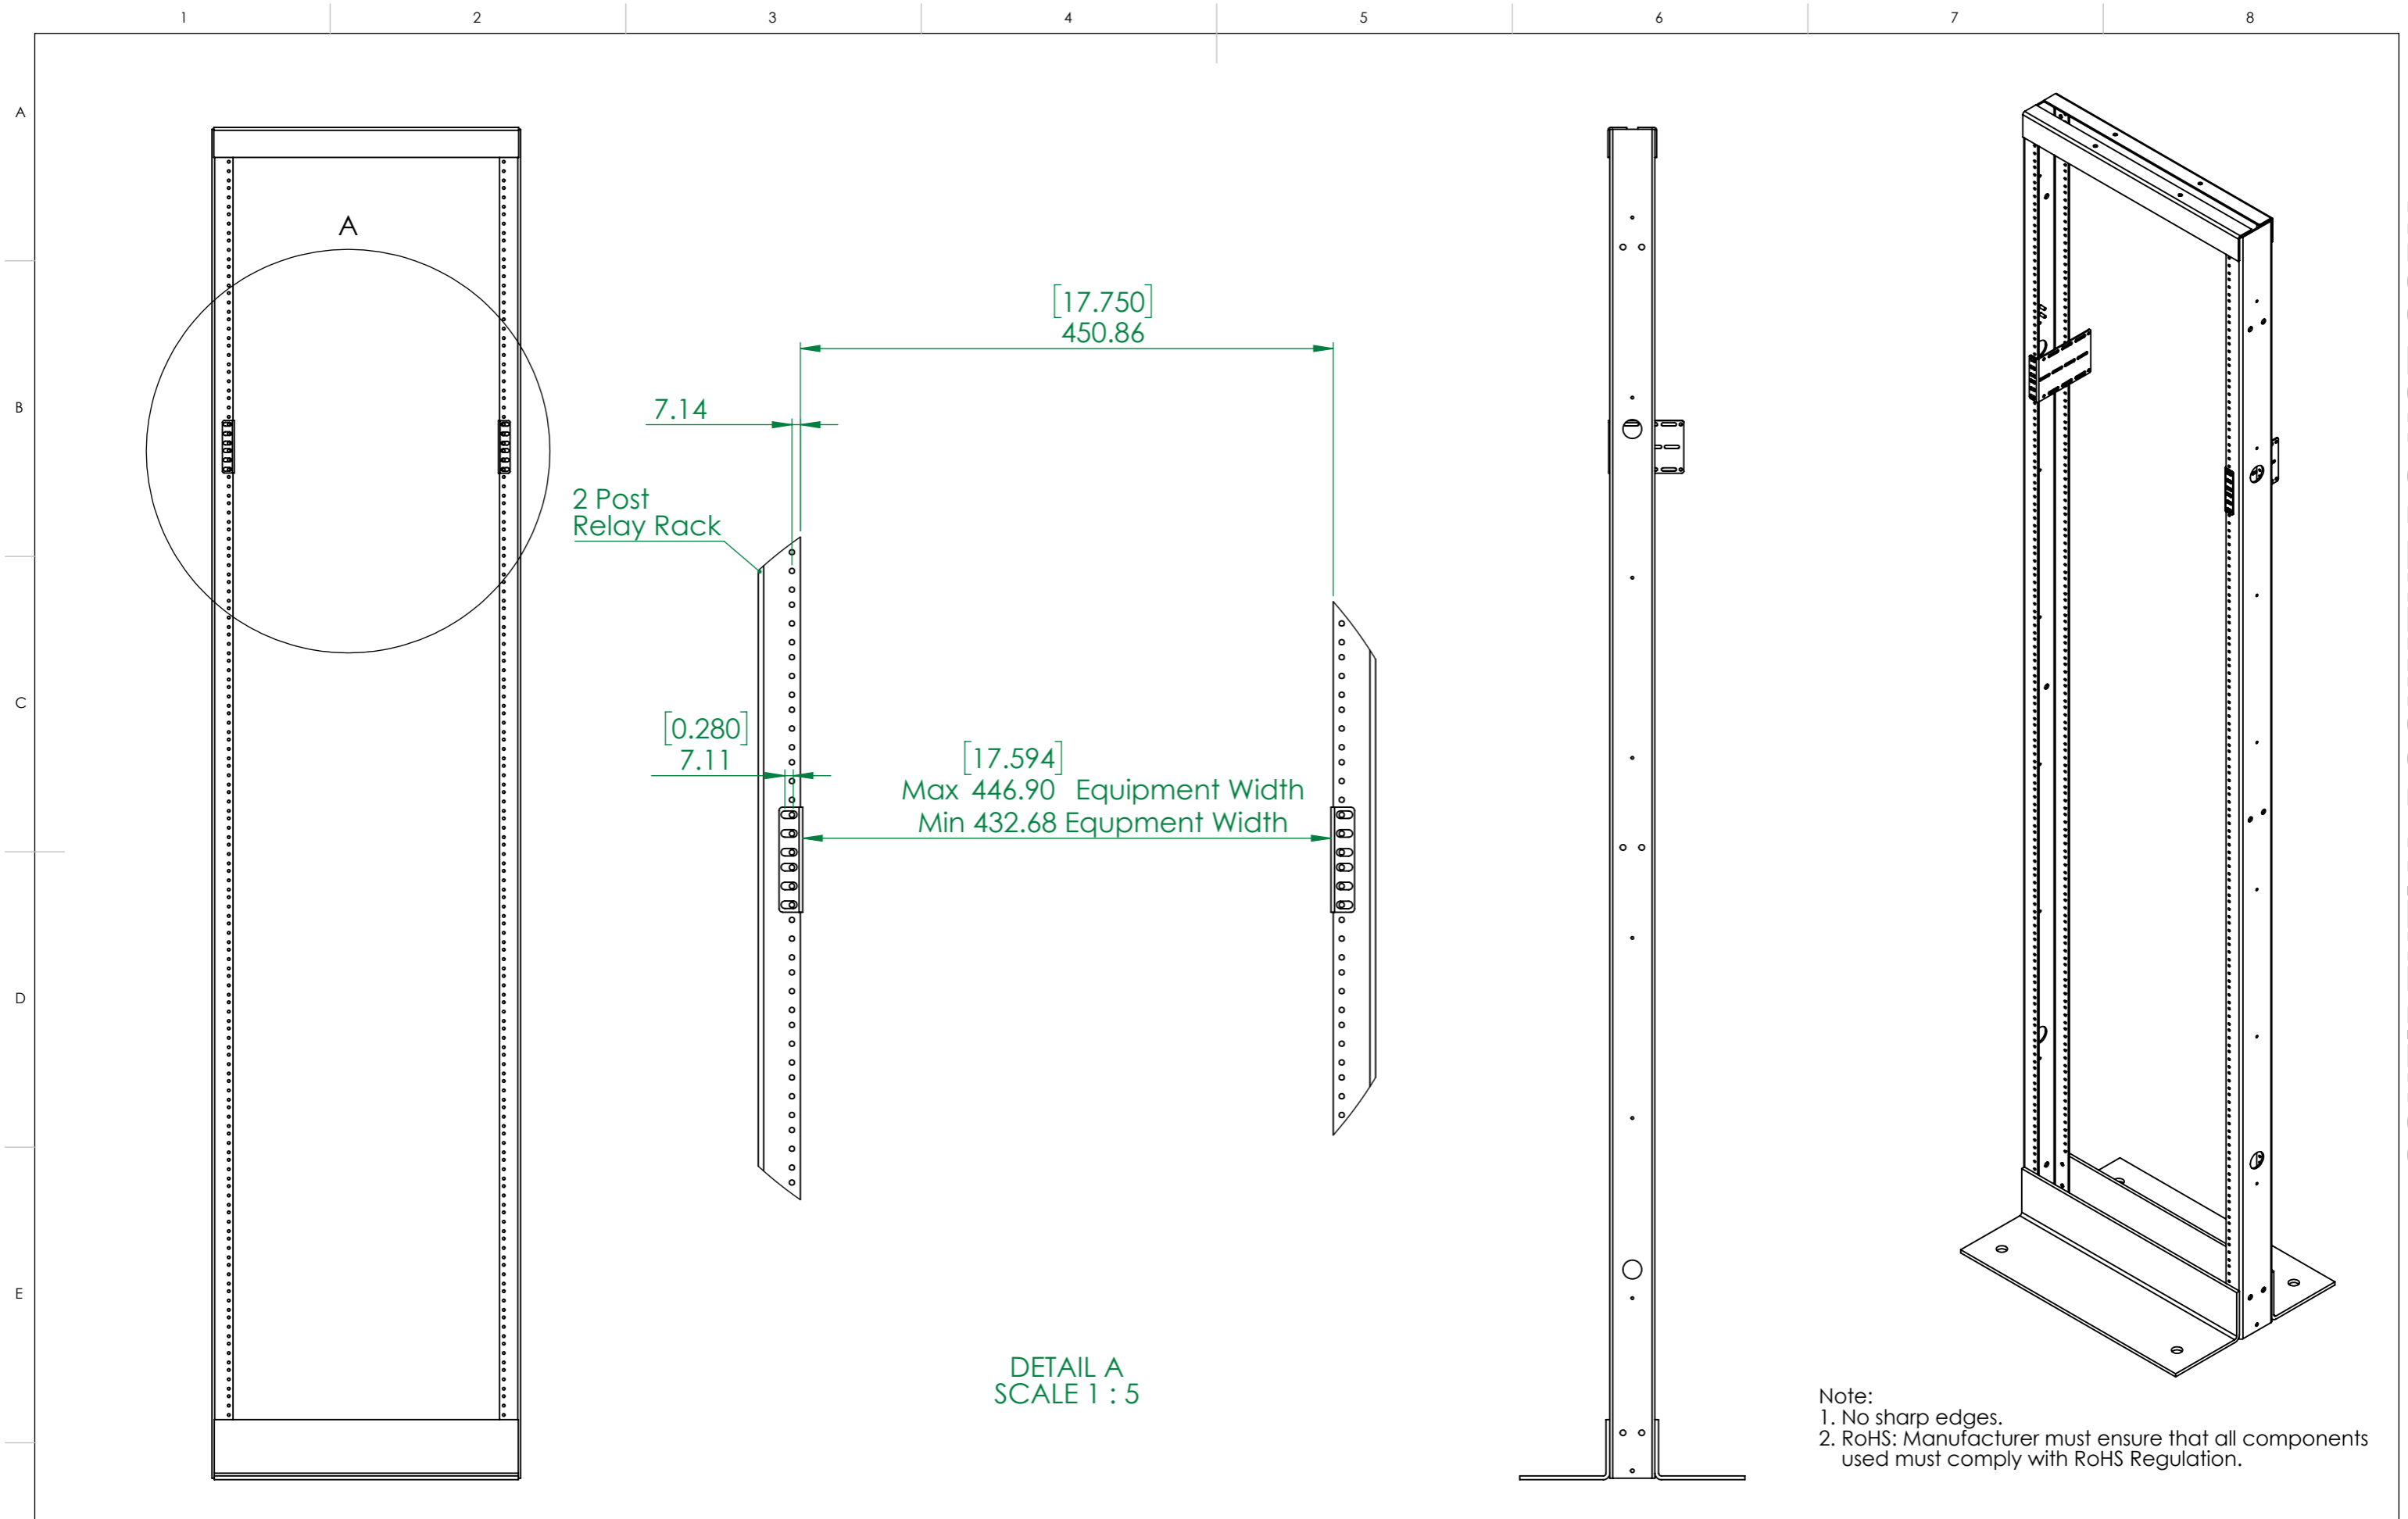 1 2 3 4 5 6 7 8
A
B
C
D
E
A
[17.750]
450.86
7.14
2 Post
Relay Rack
[0.280]
7.11
[17.594]
Max 446.90 Equipment Width
Min 432.68 Equpment Width
DETAIL A
SCALE 1 : 5
Note:
1. No sharp edges.
2. RoHS: Manufacturer must ensure that all components
used must comply with RoHS Regulation.